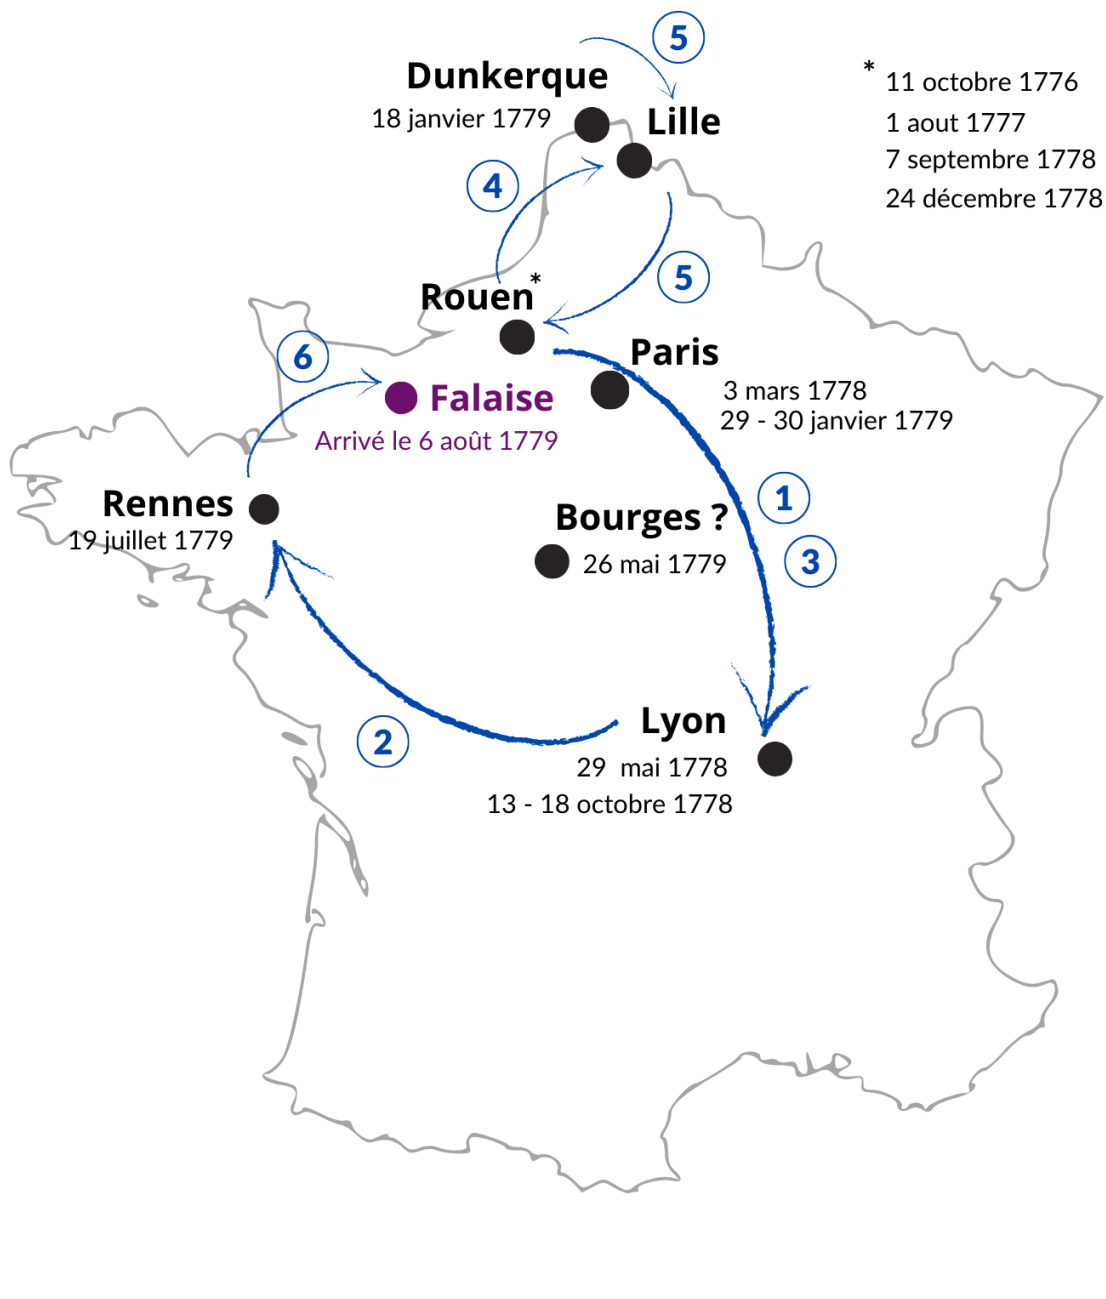 5
Dunkerque
18 janvier 1779
Lille
* 11 octobre 1776
1 aout 1777
7 septembre 1778
24 décembre 1778
4
5
Rouen*
6
Paris
3 mars 1778
29 - 30 janvier 1779
Falaise
Arrivé le 6 août 1779
1
Rennes
19 juillet 1779
Bourges ?
26 mai 1779
3
2
Lyon
29 mai 1778
13 - 18 octobre 1778